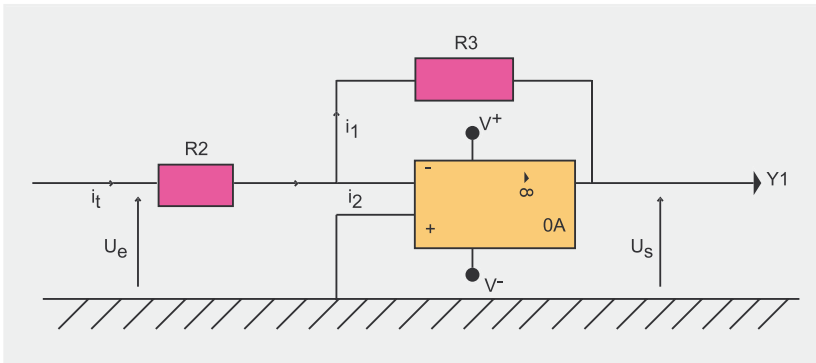 R3
V+
i1
R2
- ∞
Y1
it
i2
+ 0A
Ue
Us
V-